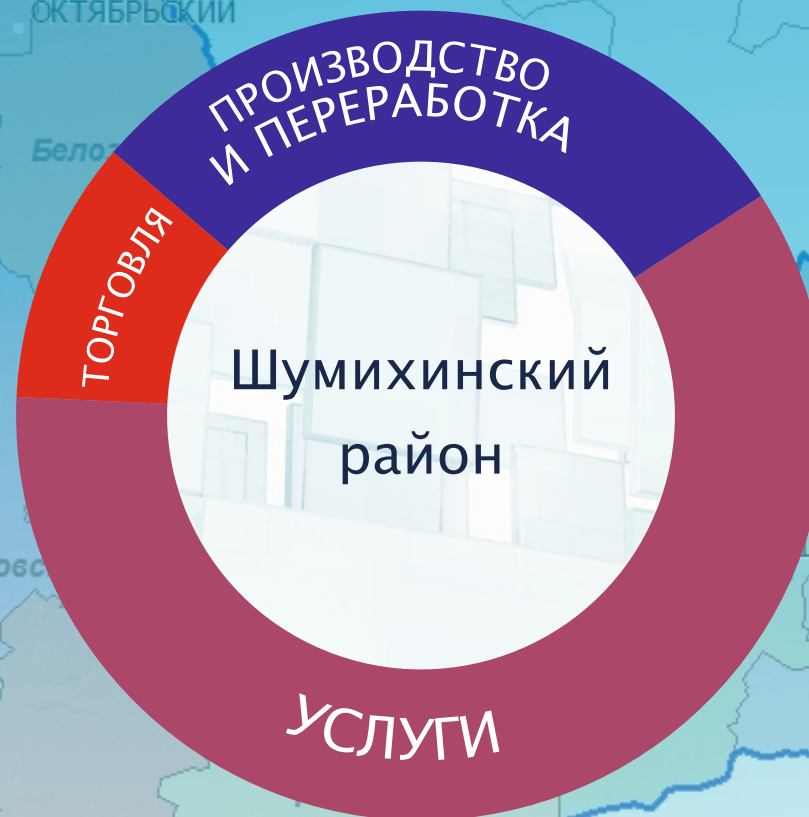 ОКТЯБРЬСКИЙ
ПРОИЗВОДСТВО
И ПЕРЕРАБОТКА
ТОРГОВЛЯ
Шумихинский
район
УСЛУГИ